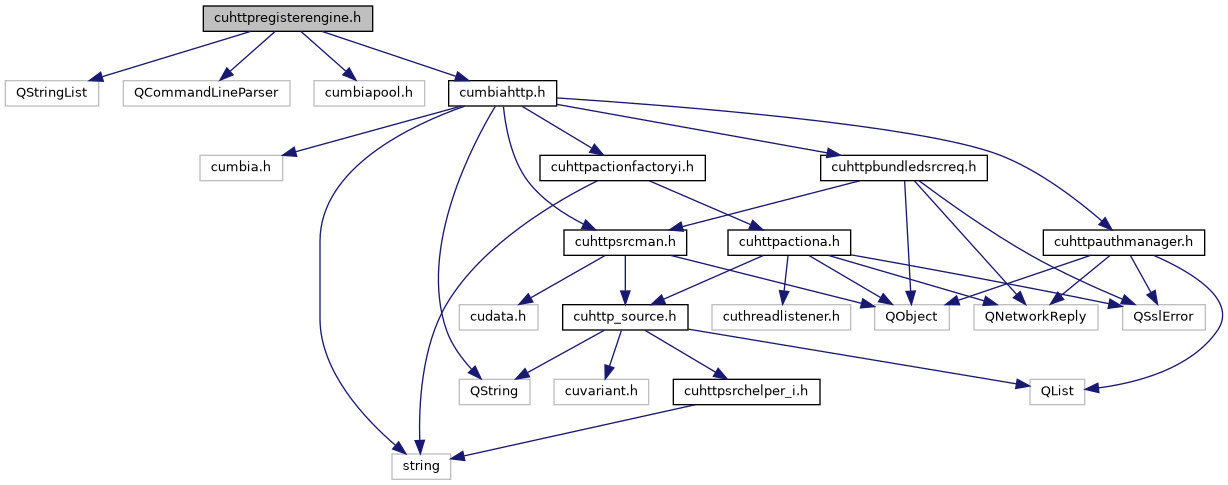 cuhttpregisterengine.h
QStringList
QCommandLineParser
cumbiapool.h
cumbiahttp.h
cumbia.h
cuhttpactionfactoryi.h
cuhttpbundledsrcreq.h
cuhttpsrcman.h
cuhttpactiona.h
cuhttpauthmanager.h
cudata.h
cuhttp_source.h
cuthreadlistener.h
QObject
QNetworkReply
QSslError
QString
cuvariant.h
cuhttpsrchelper_i.h
QList
string